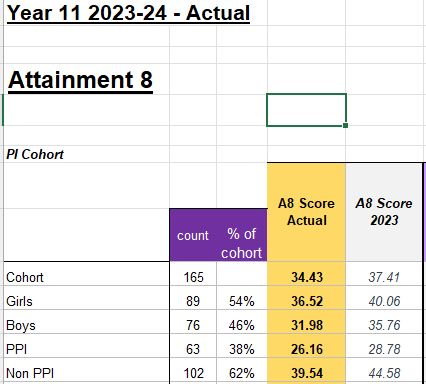 Year 11 2023-24 - Actual
Attainment 8
PI Cohort
count % of cohort A8 Score Actual A8 Score 2023
Cohort 165 34.43 37.41
Girls 89 54% 36.52 40.06
Boys 76 46% 31.98 35.76
PPI 63 38% 26.16 28.78
Non PPI 102 62% 39.54 44.58